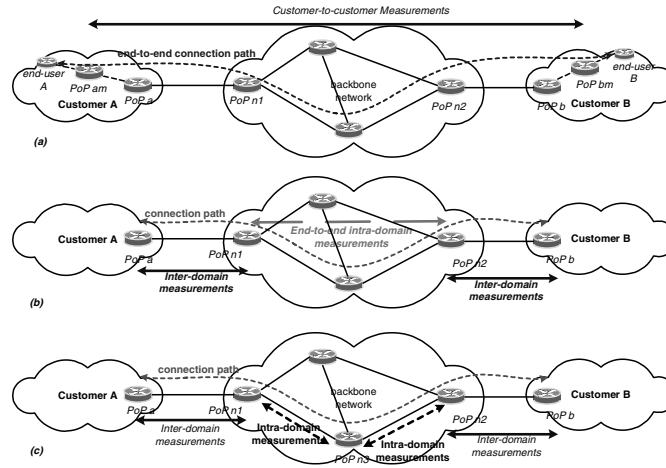 Customer-to-customer Measurements
end-to-end connection path
end-user A
end-user B
PoP am
PoP bm
backbone network
Customer A
PoP a
PoP n1
PoP n2
PoP b
Customer B
(a)
connection path
End-to-end intra-domain measurements
Customer A
Customer B
PoP a
PoP n1
PoP n2
PoP b
Inter-domain measurements
Inter-domain measurements
(b)
connection path
Customer A
backbone network
Customer B
PoP a
PoP n1
PoP n2
PoP b
Inter-domain measurements
Intra-domain measurements
Intra-domain measurements
Inter-domain measurements
PoP n3
(c)